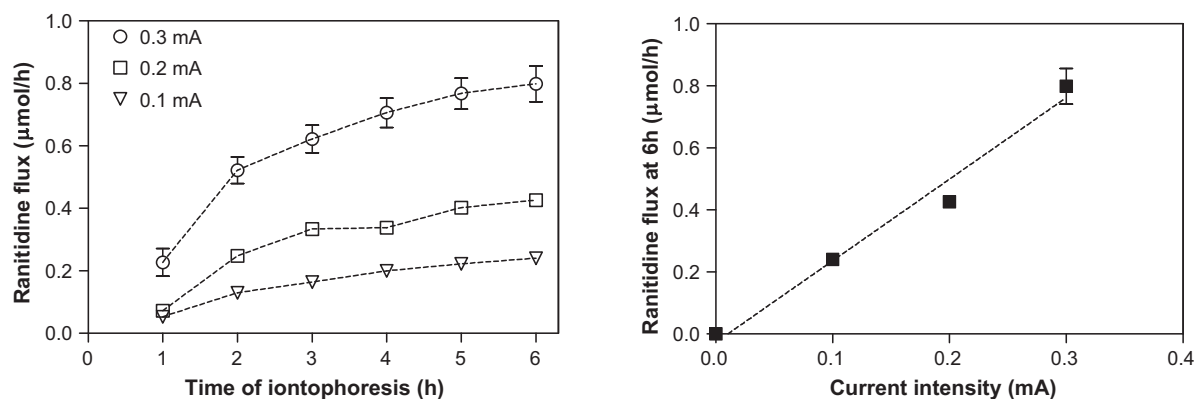 Ranitidine flux (µmol/h)
1.0
0.8
0.6
0.4
0.2
0.0
0.3 mA
0.2 mA
0.1 mA
0 1 2 3 4 5 6
Time of iontophoresis (h)
Ranitidine flux at 6h (µmol/h)
1.0
0.8
0.6
0.4
0.2
0.0
0.0 0.1 0.2 0.3 0.4
Current intensity (mA)